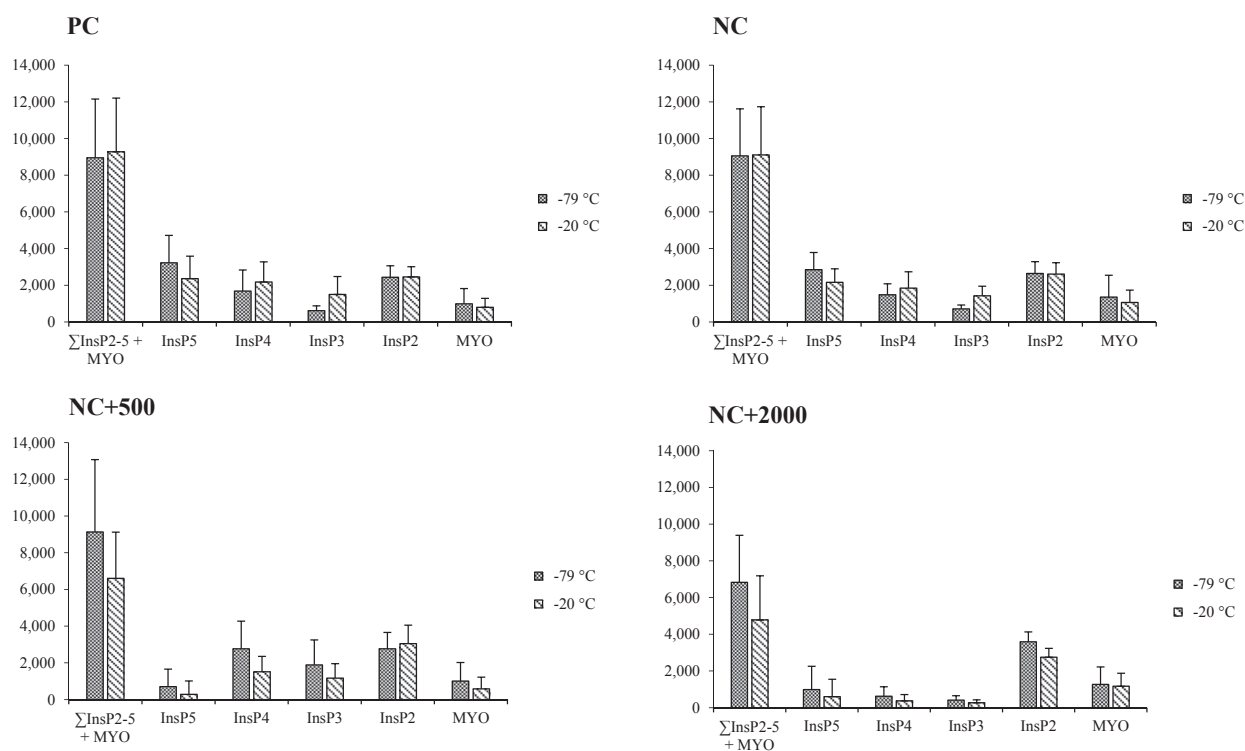 PC
14,000
12,000
10,000
8,000
6,000
4,000
2,000
0
∑InsP2-5 +
MYO
InsP5
InsP4
InsP3
InsP2
MYO
-79 °C
-20 °C
NC
14,000
12,000
10,000
8,000
6,000
4,000
2,000
0
∑InsP2-5 +
MYO
InsP5
InsP4
InsP3
InsP2
MYO
-79 °C
-20 °C
NC+500
14,000
12,000
10,000
8,000
6,000
4,000
2,000
0
∑InsP2-5
+ MYO
InsP5
InsP4
InsP3
InsP2
MYO
-79 °C
-20 °C
NC+2000
14,000
12,000
10,000
8,000
6,000
4,000
2,000
0
∑InsP2-5
+ MYO
InsP5
InsP4
InsP3
InsP2
MYO
-79 °C
-20 °C